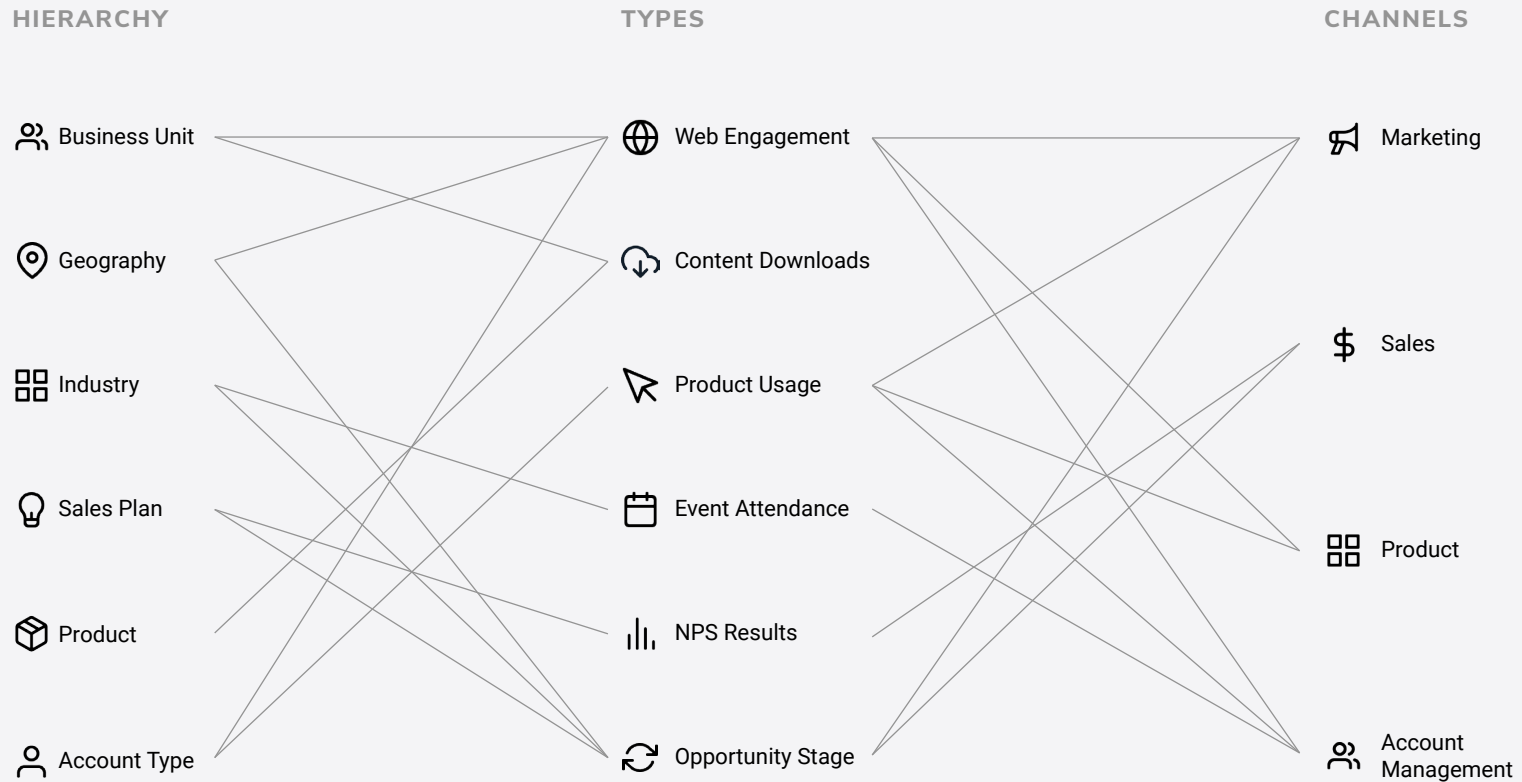 HIERARCHY
TYPES
CHANNELS
Business Unit
Web Engagement
Marketing
Geography
Content Downloads
Sales
Industry
Product Usage
Sales Plan
Event Attendance
Product
Product
NPS Results
Account Type
Opportunity Stage
Account
Management